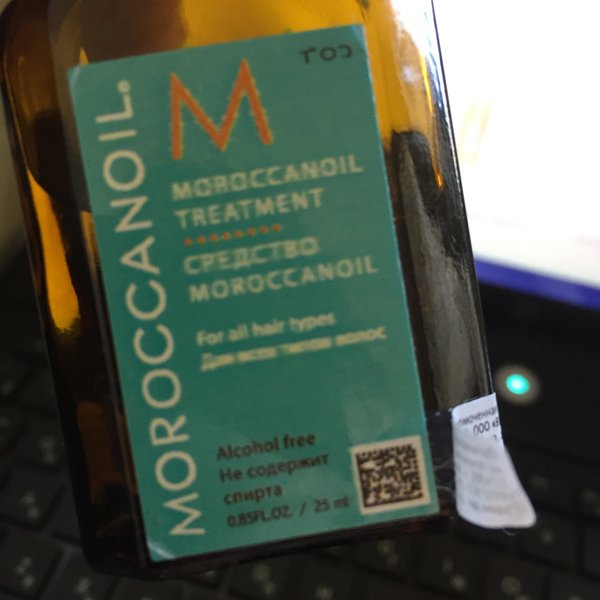 MOROCCANOIL®
M
MOROCCANOIL
TREATMENT
СРЕДСТВО
MOROCCANOIL
For all hair types
Для всех типов волос
Alcohol free
Не содержит
спирта
0.85FL.OZ. / 25 ml
ООО